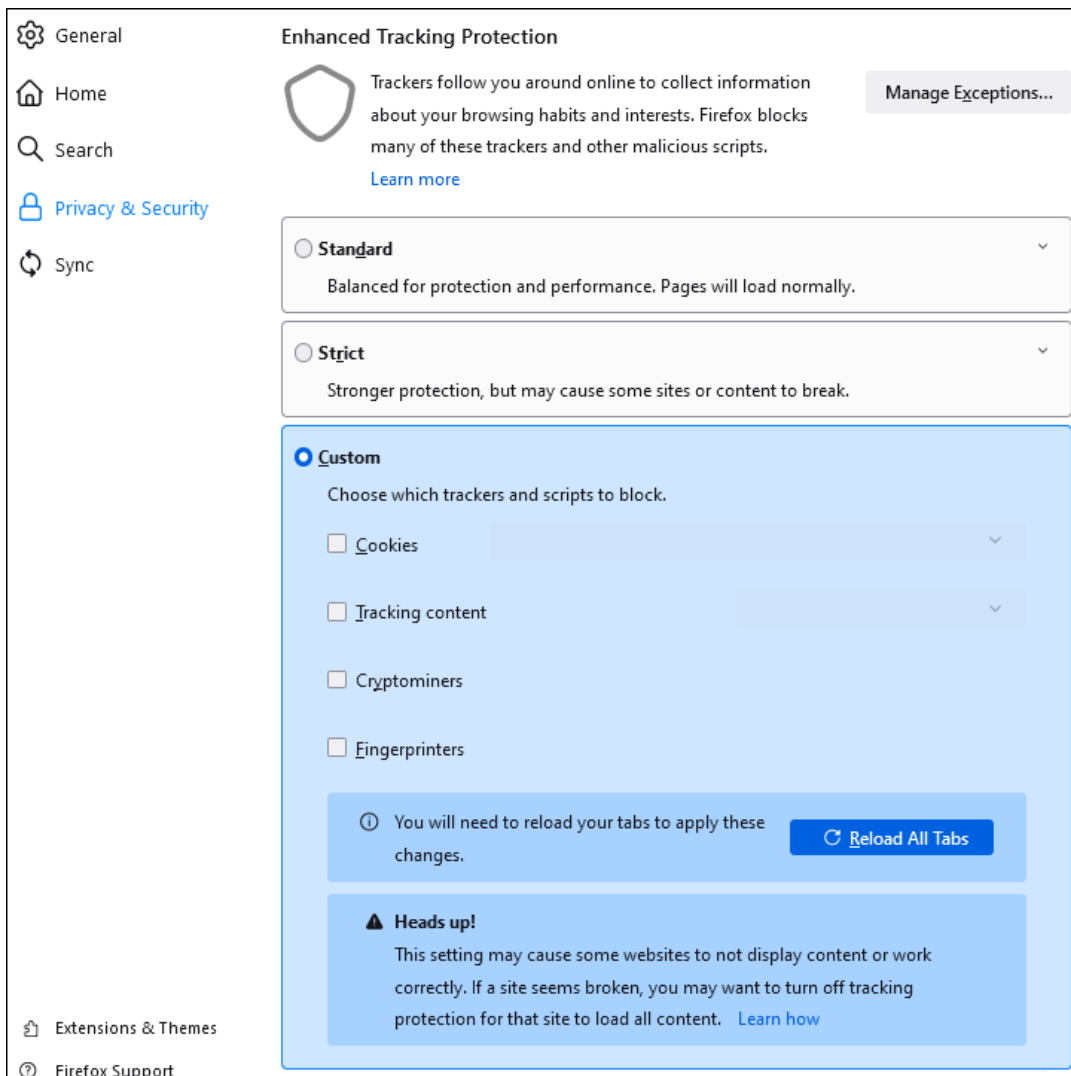 General
Home
Search
Privacy & Security
Sync
Extensions & Themes
Firefox Support
Enhanced Tracking Protection
Trackers follow you around online to collect information
about your browsing habits and interests. Firefox blocks
many of these trackers and other malicious scripts.
Learn more
Manage Exceptions...
Standard
Balanced for protection and performance. Pages will load normally.
Strict
Stronger protection, but may cause some sites or content to break.
Custom
Choose which trackers and scripts to block.
Cookies
Tracking content
Cryptominers
Fingerprinters
You will need to reload your tabs to apply these
changes.
Reload All Tabs
Heads up!
This setting may cause some websites to not display content or work
correctly. If a site seems broken, you may want to turn off tracking
protection for that site to load all content. Learn how